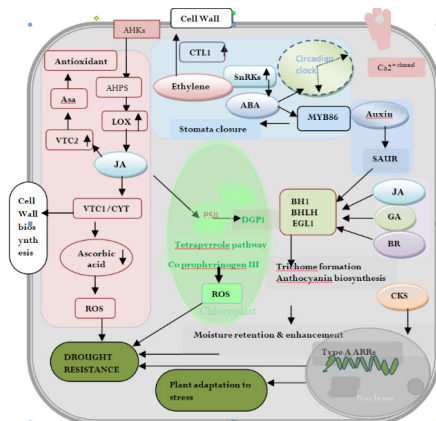 AHKs
Cell Wall
Antioxidant
CTL1
Circadian
clock
Ca2+ channel
AHPS
SnRKs
Ethylene
Asa
ABA
LOX
MYB86
Auxin
VTC2
Stomata closure
JA
SAUR
Cell
Wall
bios
ynth
esis
VTC1/CYT
PSII
DGP1
BH1
BHLH
EGL1
JA
GA
BR
Tetrapyrrole pathway
Ascorbic
acid
Co prophyrinogen III
Trichome formation
Anthocyanin biosynthesis
ROS
ROS
CKS
Chloroplist
Moisture retention & enhancement
DROUGHT
RESISTANCE
Type A ARRs
Plant adaptation to
stress
Nuclease